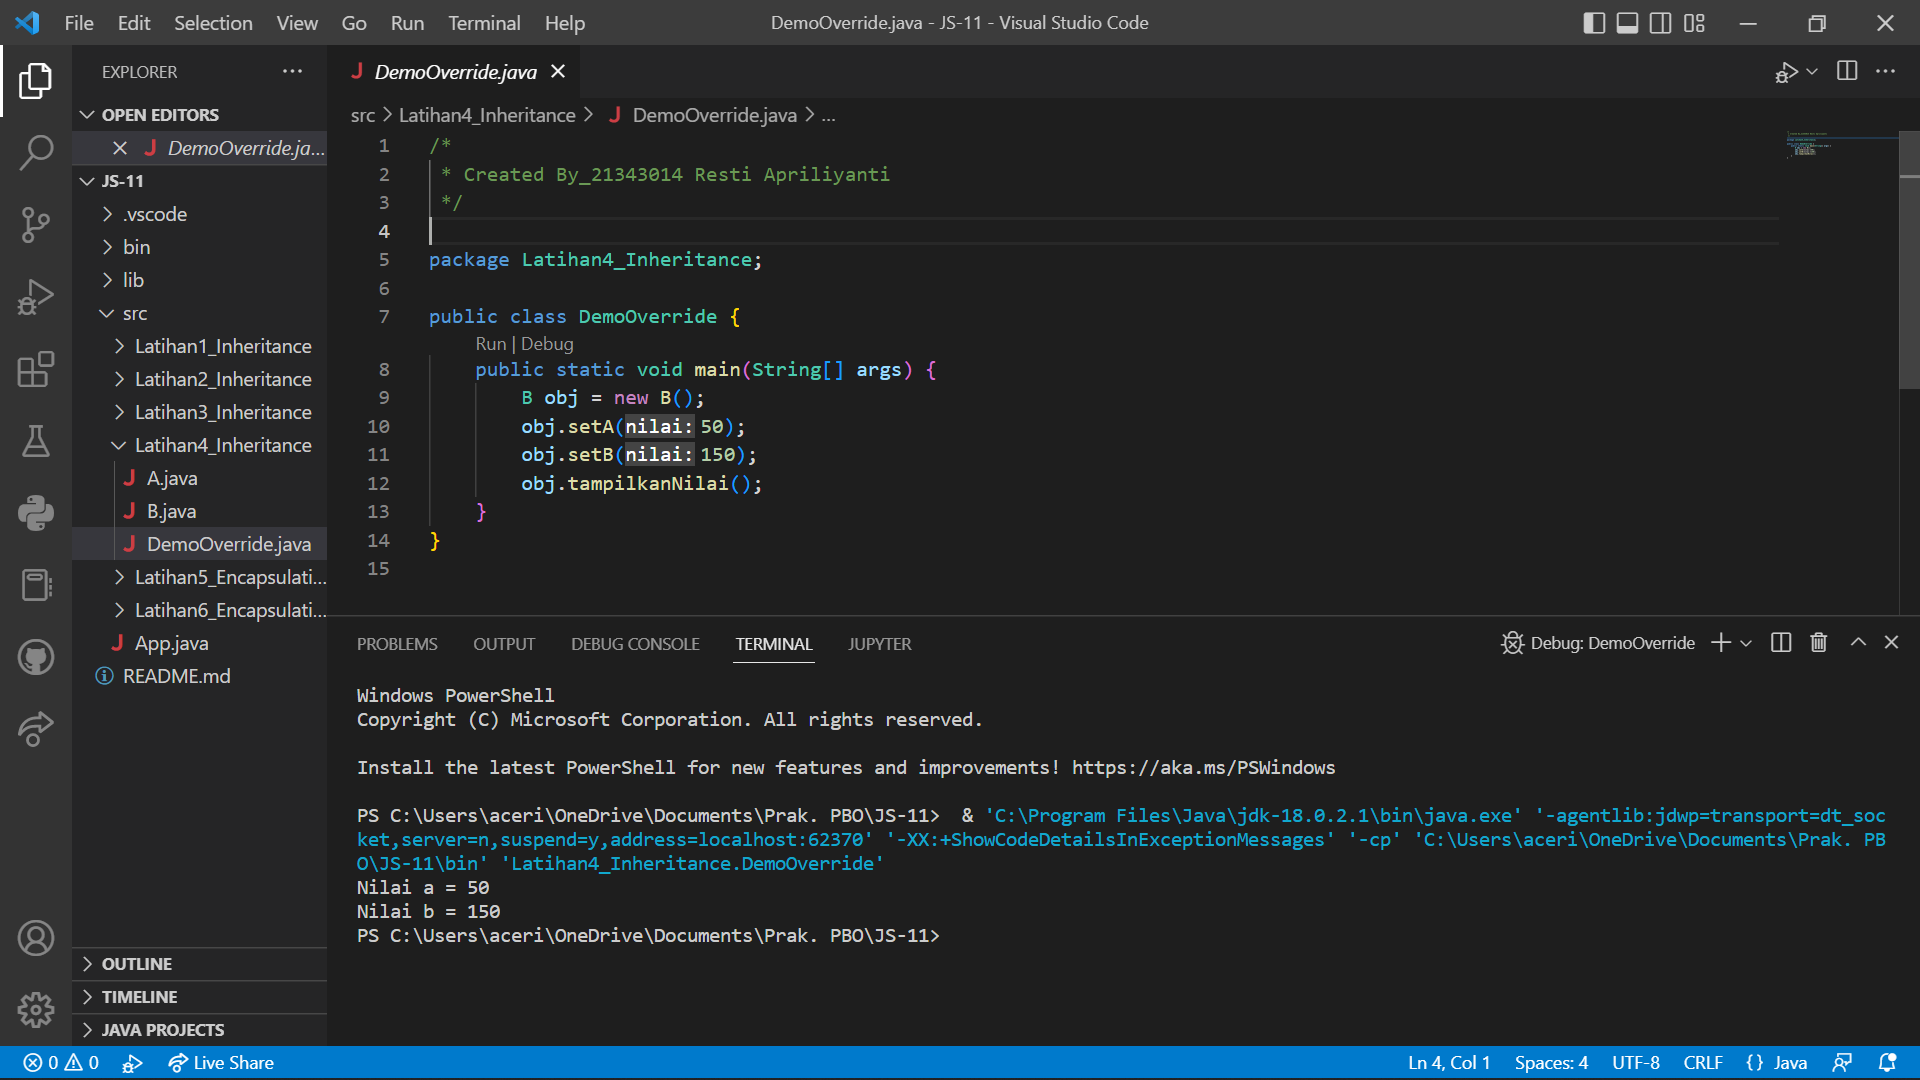 File Edit Selection View Go Run Terminal Help
DemoOverride.java - JS-11 - Visual Studio Code
EXPLORER
OPEN EDITORS
DemoOverride.ja...
JS-11
.vscode
bin
lib
src
Latihan1_Inheritance
Latihan2_Inheritance
Latihan3_Inheritance
Latihan4_Inheritance
A.java
B.java
DemoOverride.java
Latihan5_Encapsulati...
Latihan6_Encapsulati...
App.java
README.md
OUTLINE
TIMELINE
JAVA PROJECTS
DemoOverride.java
src > Latihan4_Inheritance > DemoOverride.java > ...
1 /*
2 * Created By_21343014 Resti Apriliyanti
3 */
4
5 package Latihan4_Inheritance;
6
7 public class DemoOverride {
Run | Debug
8 public static void main(String[] args) {
9 B obj = new B();
10 obj.setA(nilai: 50);
11 obj.setB(nilai: 150);
12 obj.tampilkanNilai();
13 }
14 }
15
PROBLEMS OUTPUT DEBUG CONSOLE TERMINAL JUPYTER
Debug: DemoOverride
Windows PowerShell
Copyright (C) Microsoft Corporation. All rights reserved.
Install the latest PowerShell for new features and improvements! https://aka.ms/PSWindows
PS C:\Users\aceri\OneDrive\Documents\Prak. PBO\JS-11>  & 'C:\Program Files\Java\jdk-18.0.2.1\bin\java.exe' '-agentlib:jdwp=transport=dt_soc
ket,server=n,suspend=y,address=localhost:62370' '-XX:+ShowCodeDetailsInExceptionMessages' '-cp' 'C:\Users\aceri\OneDrive\Documents\Prak. PB
O\JS-11\bin' 'Latihan4_Inheritance.DemoOverride'
Nilai a = 50
Nilai b = 150
PS C:\Users\aceri\OneDrive\Documents\Prak. PBO\JS-11>
0 0 Live Share
Ln 4, Col 1 Spaces: 4 UTF-8 CRLF {} Java